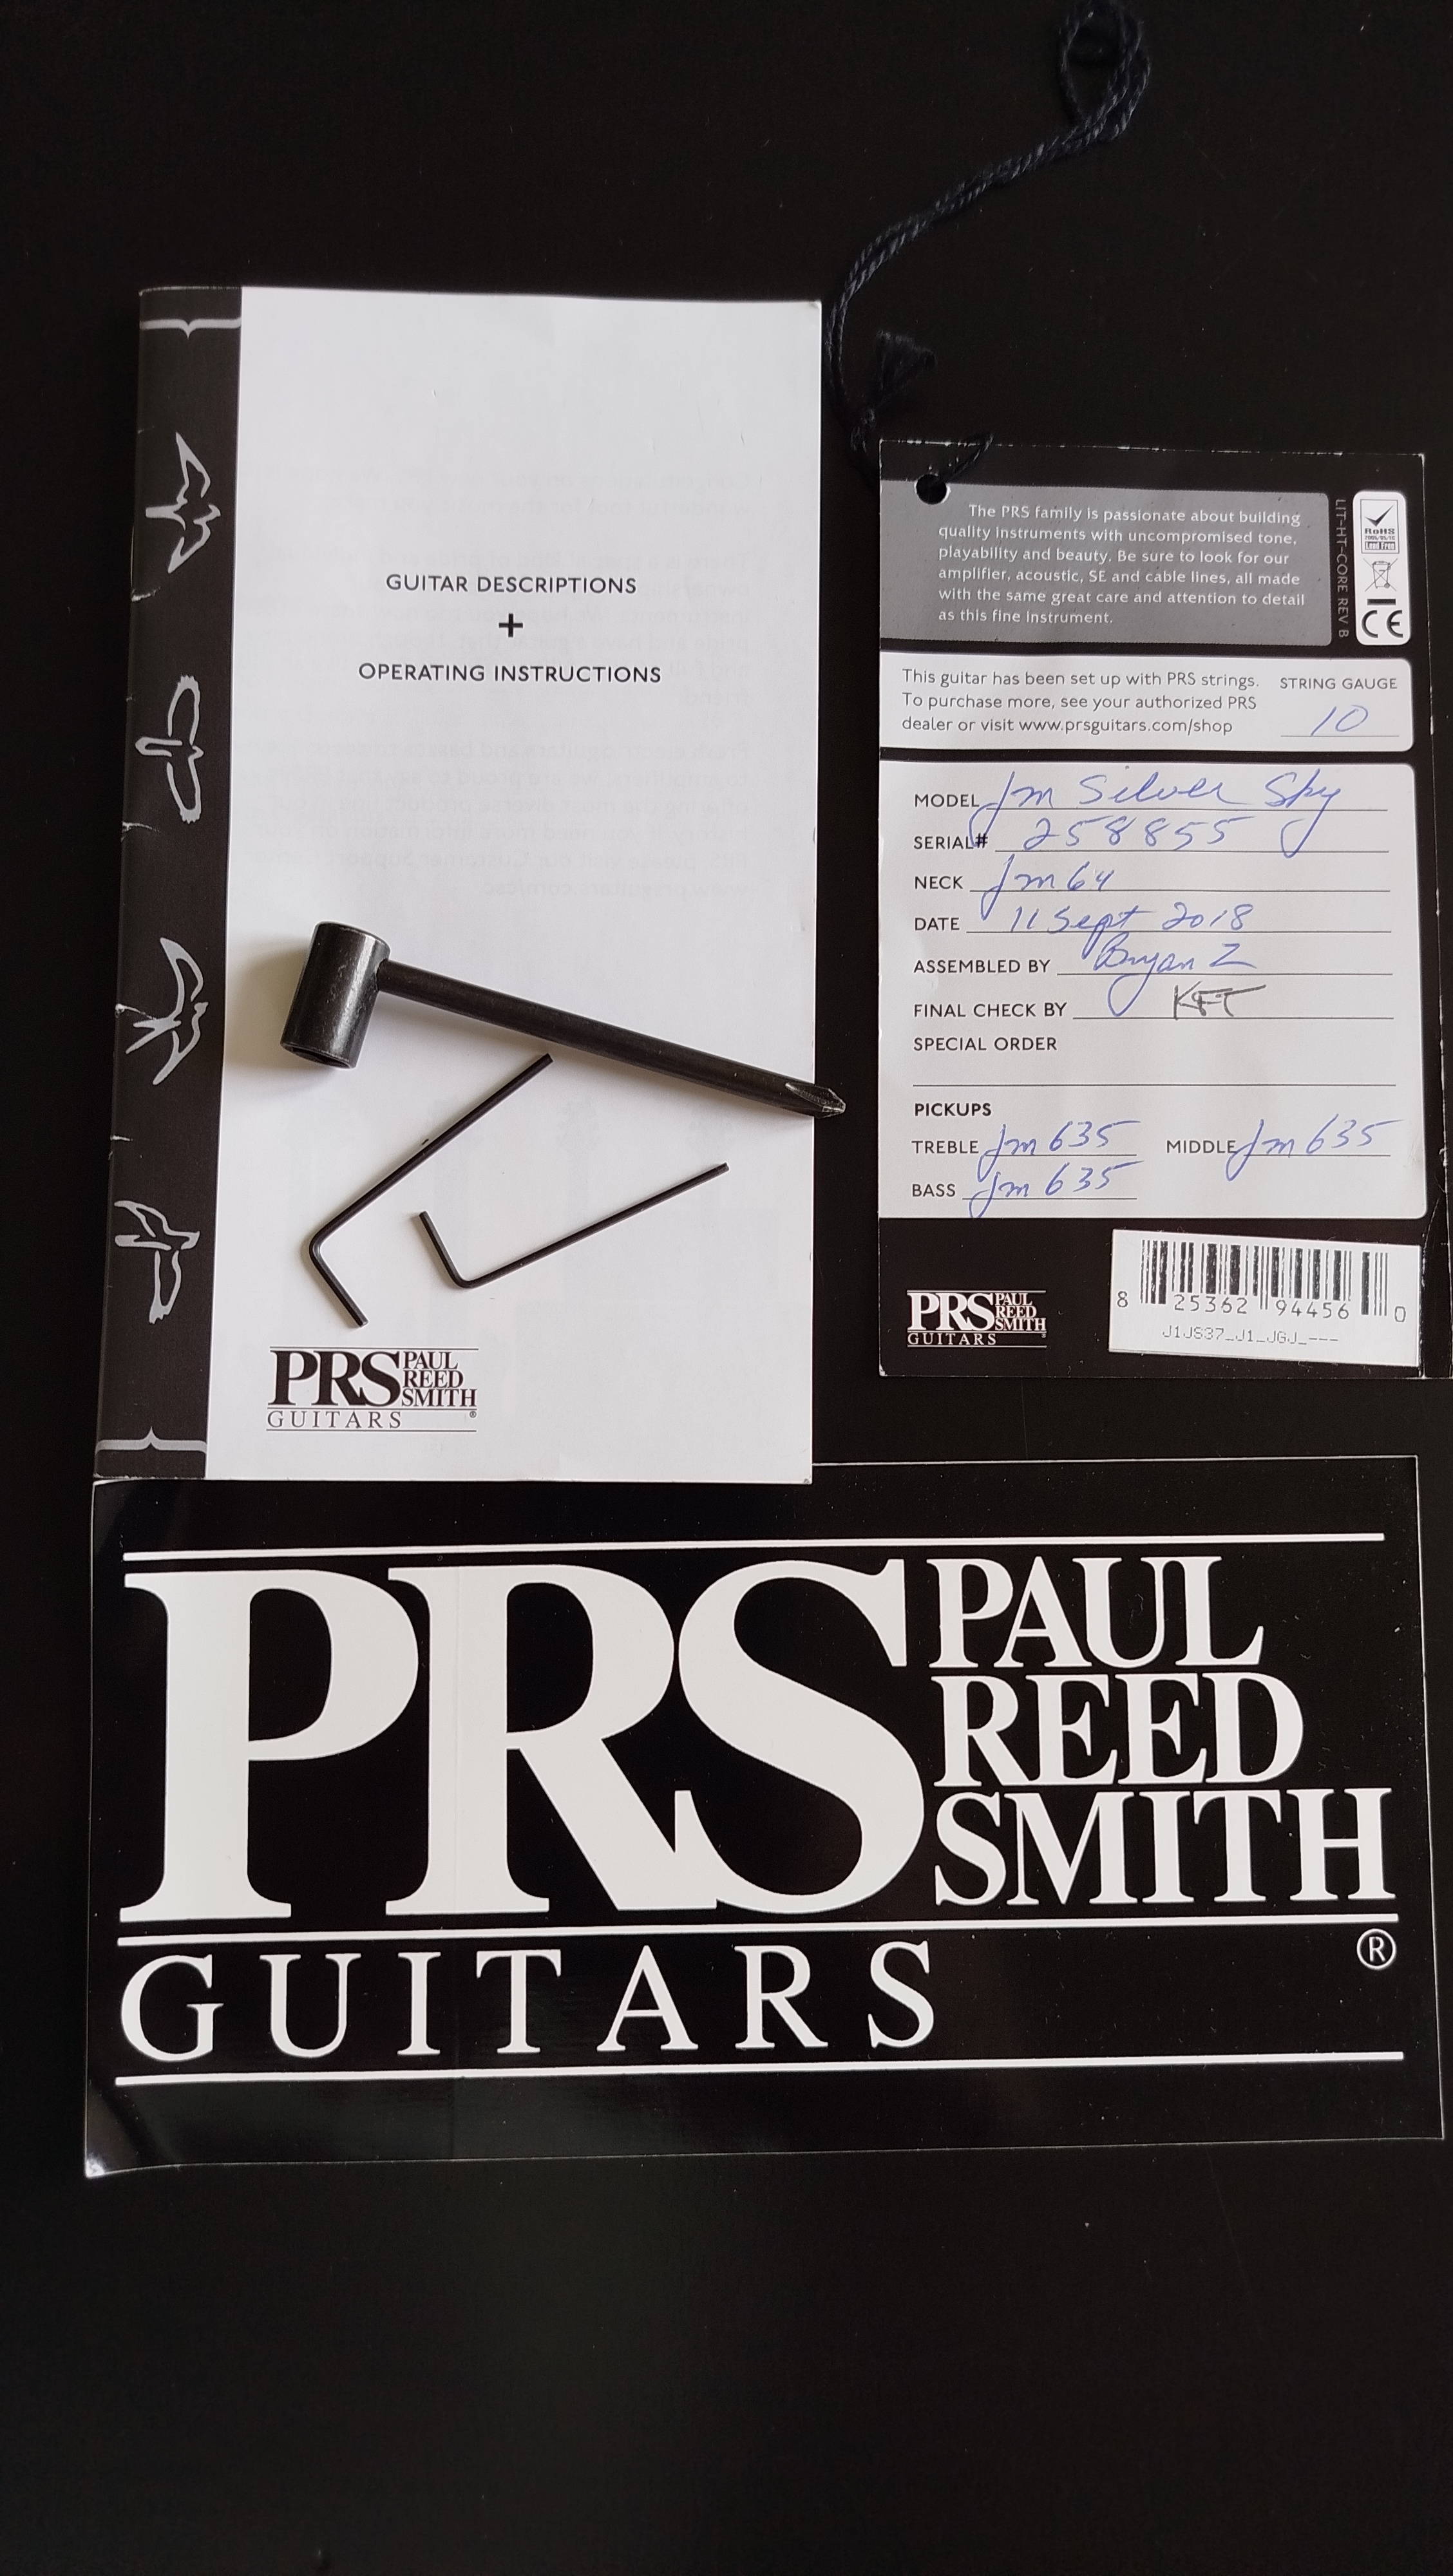 GUITAR DESCRIPTIONS
+
OPERATING INSTRUCTIONS
PRS PAUL
REED
SMITH
GUITARS
®
The PRS family is passionate about building
quality instruments with uncompromised tone,
playability and beauty. Be sure to look for our
amplifier, acoustic, SE and cable lines, all made
with the same great care and attention to detail
as this fine instrument.
LIT-HT-CORE REV B
RoHS
Lead Free
CE
This guitar has been set up with PRS strings.
To purchase more, see your authorized PRS
dealer or visit www.prsguitars.com/shop
STRING GAUGE
10
MODEL Jm Silver Sky
SERIAL# 258855
NECK Jm 64
DATE 11 Sept 2018
ASSEMBLED BY Bryan Z
FINAL CHECK BY KFT
SPECIAL ORDER
PICKUPS
TREBLE Jm 635 MIDDLE Jm 635
BASS Jm 635
PRS PAUL
REED
SMITH
GUITARS
8 25362 94456 0
J1JS37_J1_JGJ_---
PRS PAUL
REED
SMITH
GUITARS ®